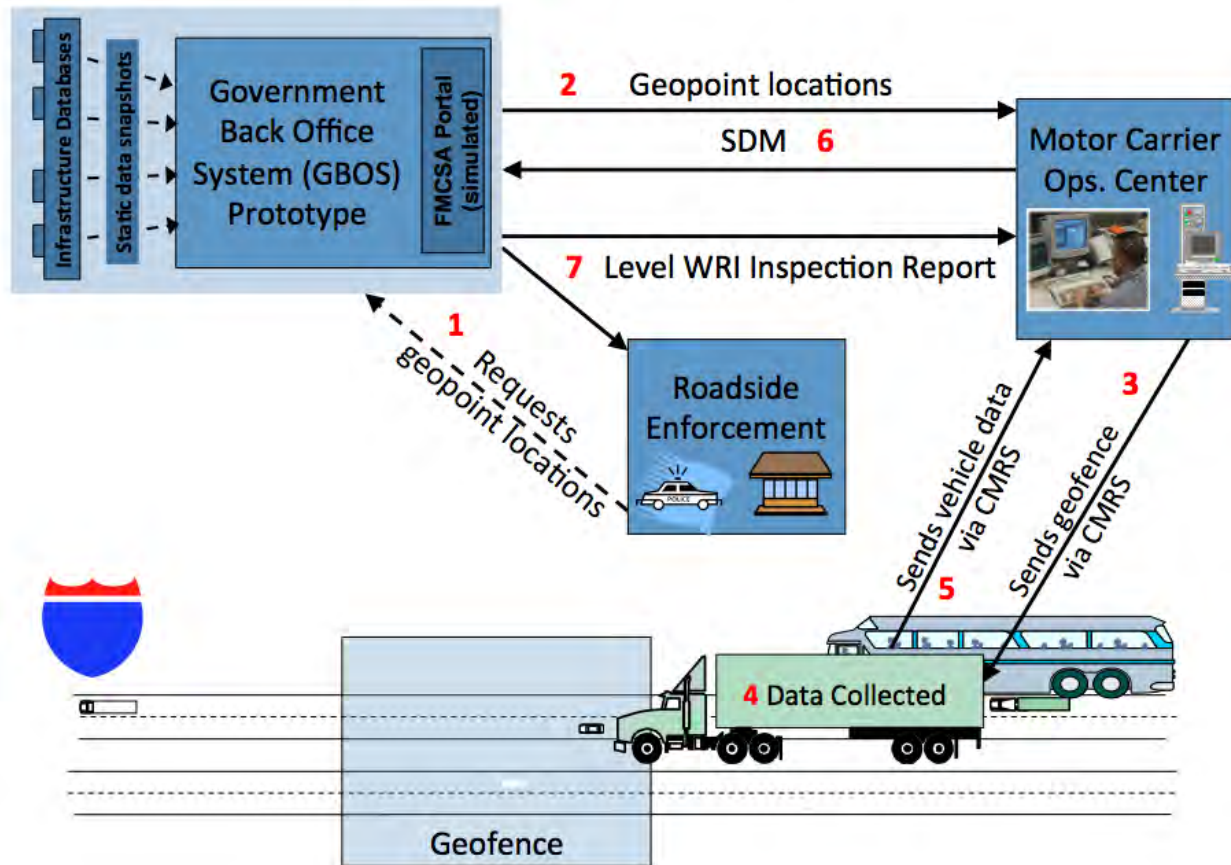 Infrastructure Databases
Static data snapshots
Government
Back Office
System (GBOS)
Prototype
FMCSA Portal
(simulated)
2 Geopoint locations
SDM 6
7 Level WRI Inspection Report
Motor Carrier
Ops. Center
1 Requests
geopoint locations
Roadside
Enforcement
POLICE
3
Sends vehicle data
via CMRS
Sends geofence
via CMRS
5
4 Data Collected
Geofence